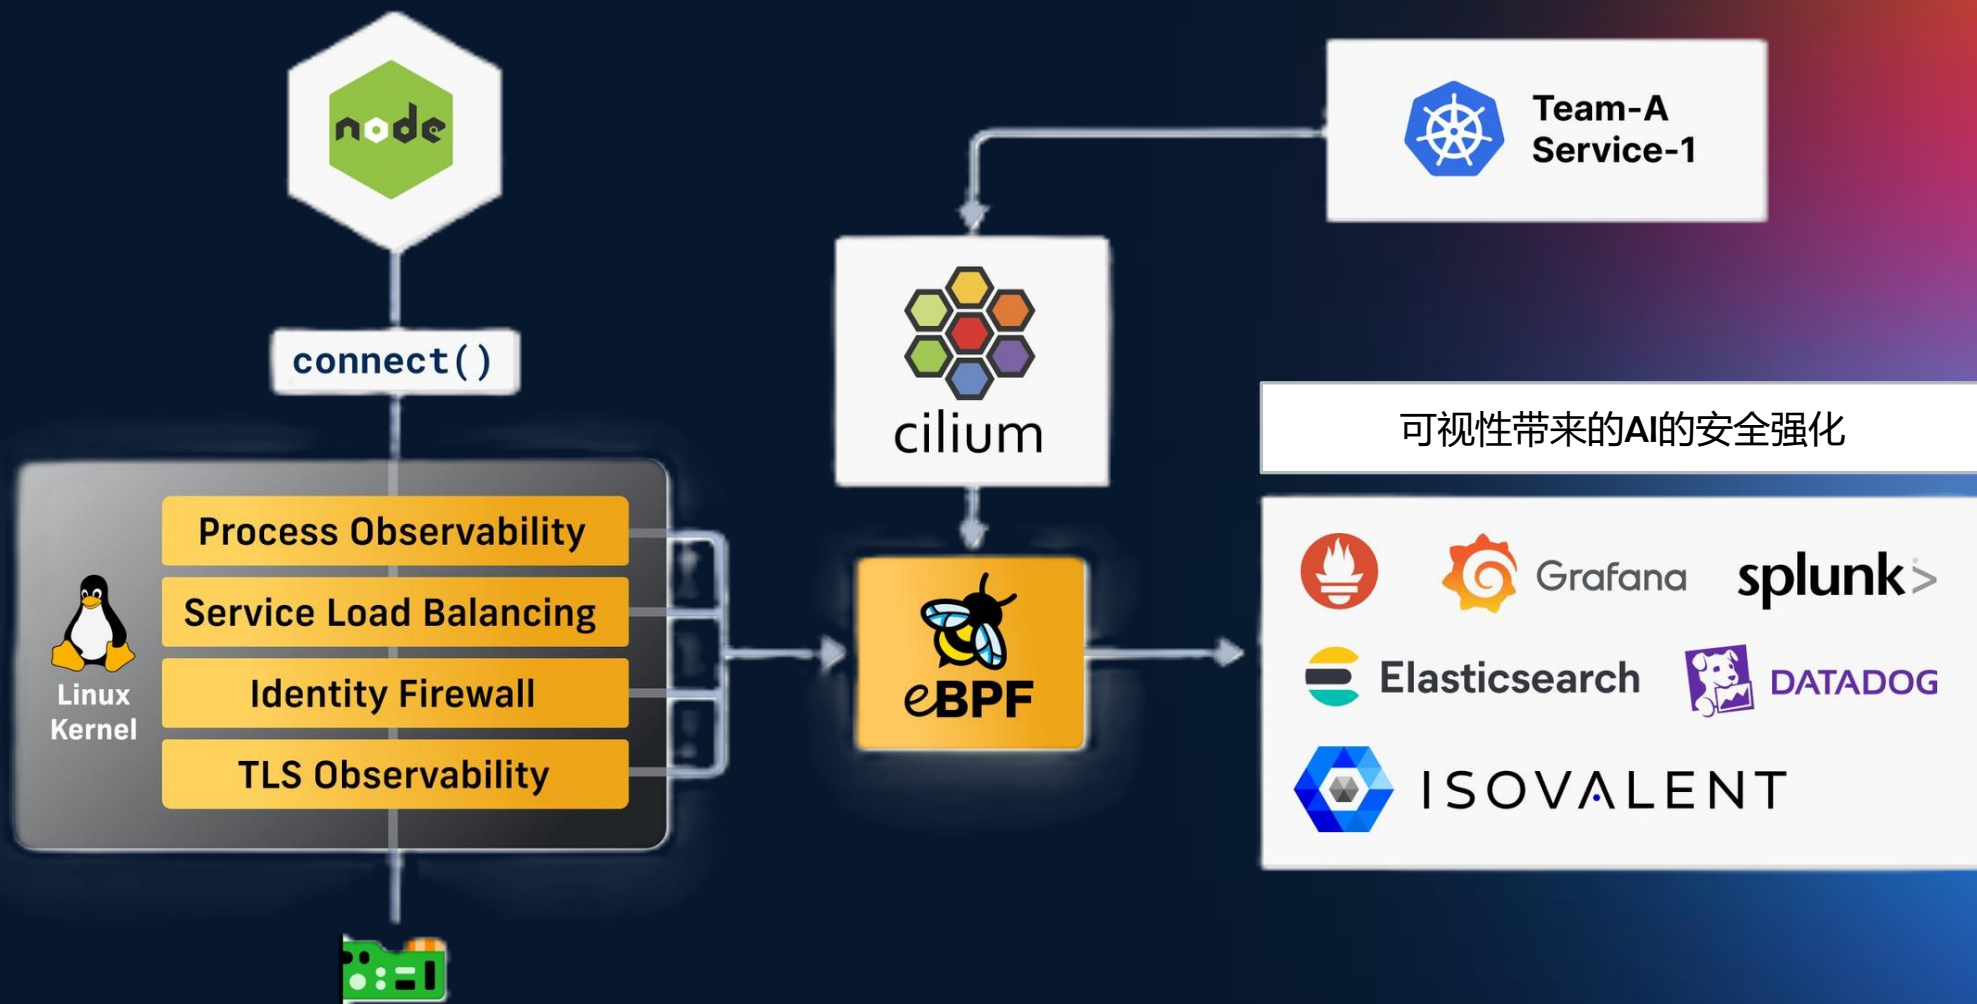 node
connect()
Linux
Kernel
Process Observability
Service Load Balancing
Identity Firewall
TLS Observability
cilium
eBPF
Team-A
Service-1
可视性带来的AI的安全强化
Grafana
splunk>
Elasticsearch
DATADOG
ISOVALENT